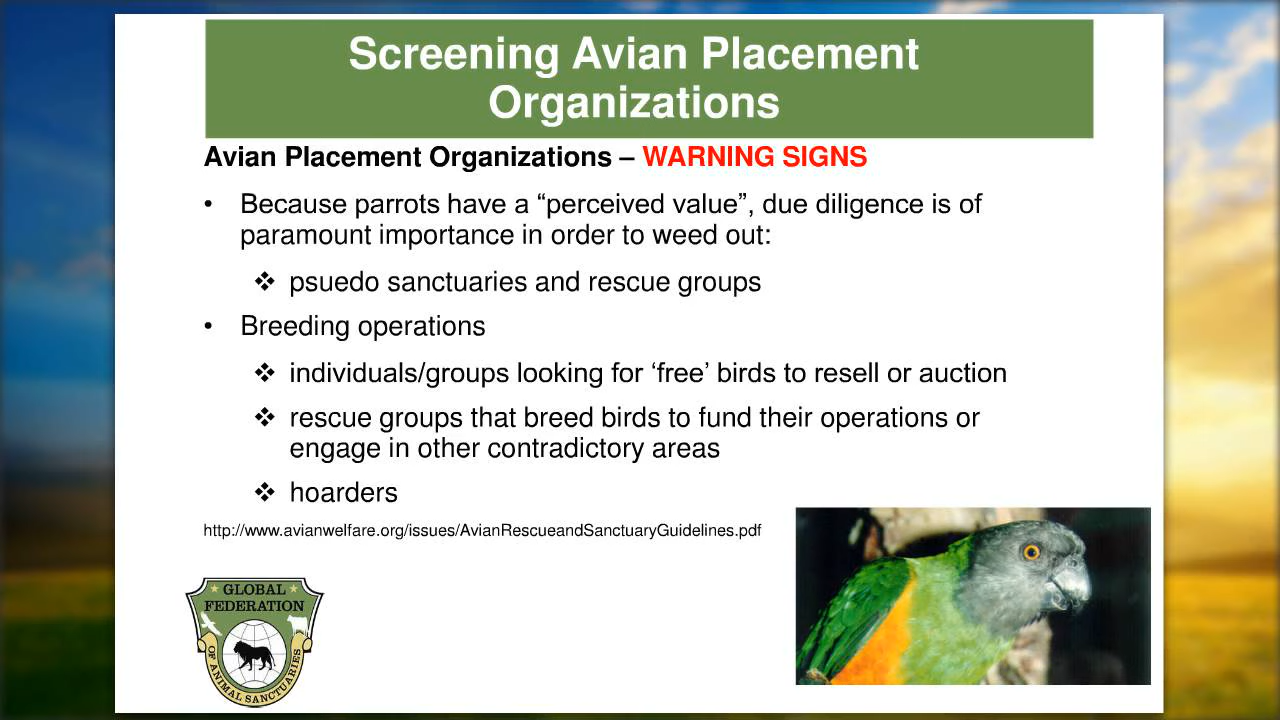 Screening Avian Placement
Organizations
Avian Placement Organizations – WARNING SIGNS
• Because parrots have a “perceived value”, due diligence is of
paramount importance in order to weed out:
❖ psuedo sanctuaries and rescue groups
• Breeding operations
❖ individuals/groups looking for ‘free’ birds to resell or auction
❖ rescue groups that breed birds to fund their operations or
engage in other contradictory areas
❖ hoarders
http://www.avianwelfare.org/issues/AvianRescueandSanctuaryGuidelines.pdf
GLOBAL
FEDERATION
OF ANIMAL SANCTUARIES